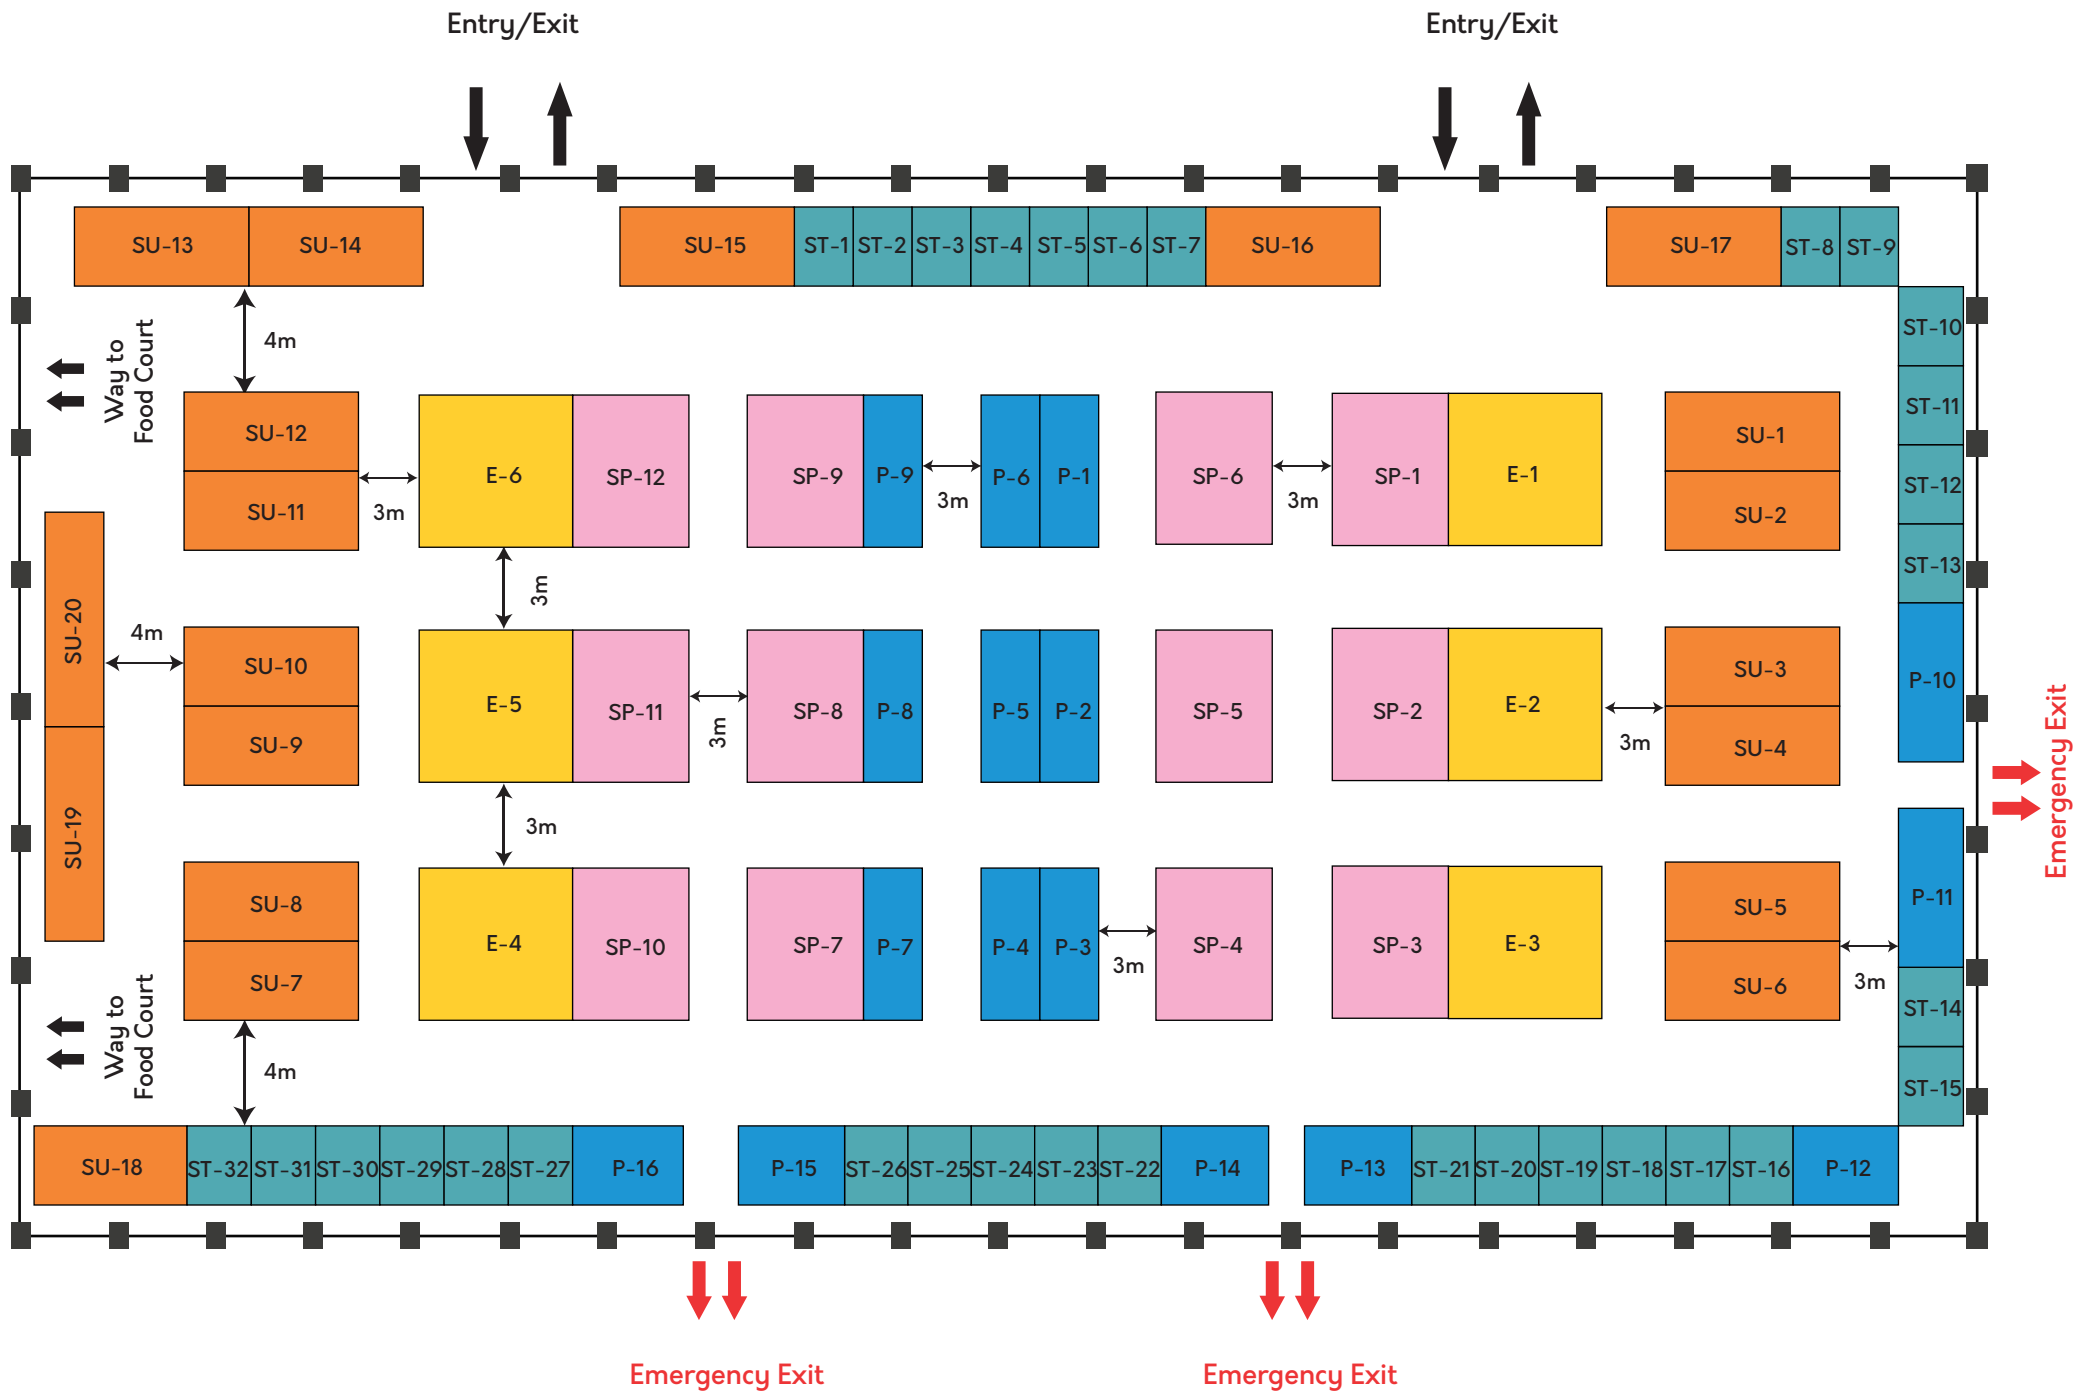 Entry/Exit
Entry/Exit
SU-13
SU-14
SU-15
ST-1
ST-2
ST-3
ST-4
ST-5
ST-6
ST-7
SU-16
SU-17
ST-8
ST-9
4m
Way to
Food Court
ST-10
ST-11
ST-12
ST-13
P-10
SU-12
SU-11
3m
E-6
SP-12
SP-9
P-9
3m
P-6
P-1
SP-6
3m
SP-1
E-1
SU-1
SU-2
3m
SU-20
SU-19
4m
SU-10
SU-9
E-5
SP-11
3m
SP-8
P-8
P-5
P-2
SP-5
SP-2
E-2
3m
SU-3
SU-4
Emergency Exit
3m
SU-8
SU-7
E-4
SP-10
SP-7
P-7
P-4
P-3
3m
SP-4
SP-3
E-3
SU-5
SU-6
3m
P-11
ST-14
ST-15
Way to
Food Court
4m
SU-18
ST-32
ST-31
ST-30
ST-29
ST-28
ST-27
P-16
P-15
ST-26
ST-25
ST-24
ST-23
ST-22
P-14
P-13
ST-21
ST-20
ST-19
ST-18
ST-17
ST-16
P-12
Emergency Exit
Emergency Exit